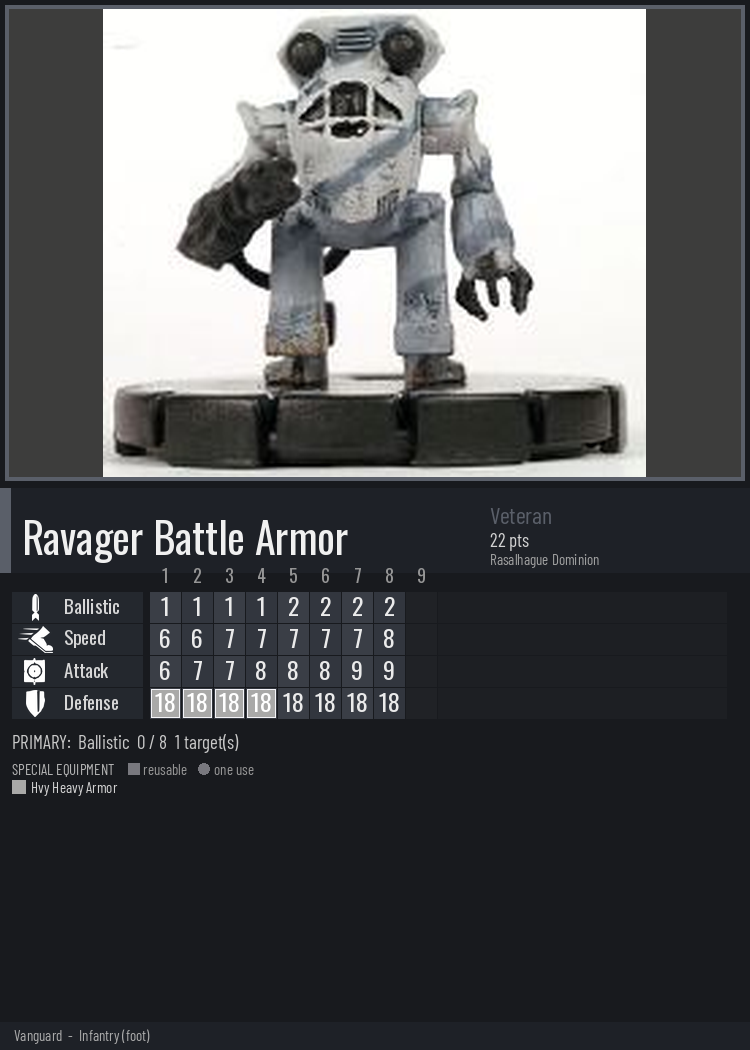 Ravager Battle Armor
Veteran
22 pts
Rasalhague Dominion
1 2 3 4 5 6 7 8 9
Ballistic 1 1 1 1 2 2 2 2
Speed 6 6 7 7 7 7 7 8
Attack 6 7 7 8 8 8 9 9
Defense 18 18 18 18 18 18 18 18
PRIMARY: Ballistic 0 / 8 1 target(s)
SPECIAL EQUIPMENT reusable one use
Hvy Heavy Armor
Vanguard - Infantry (foot)